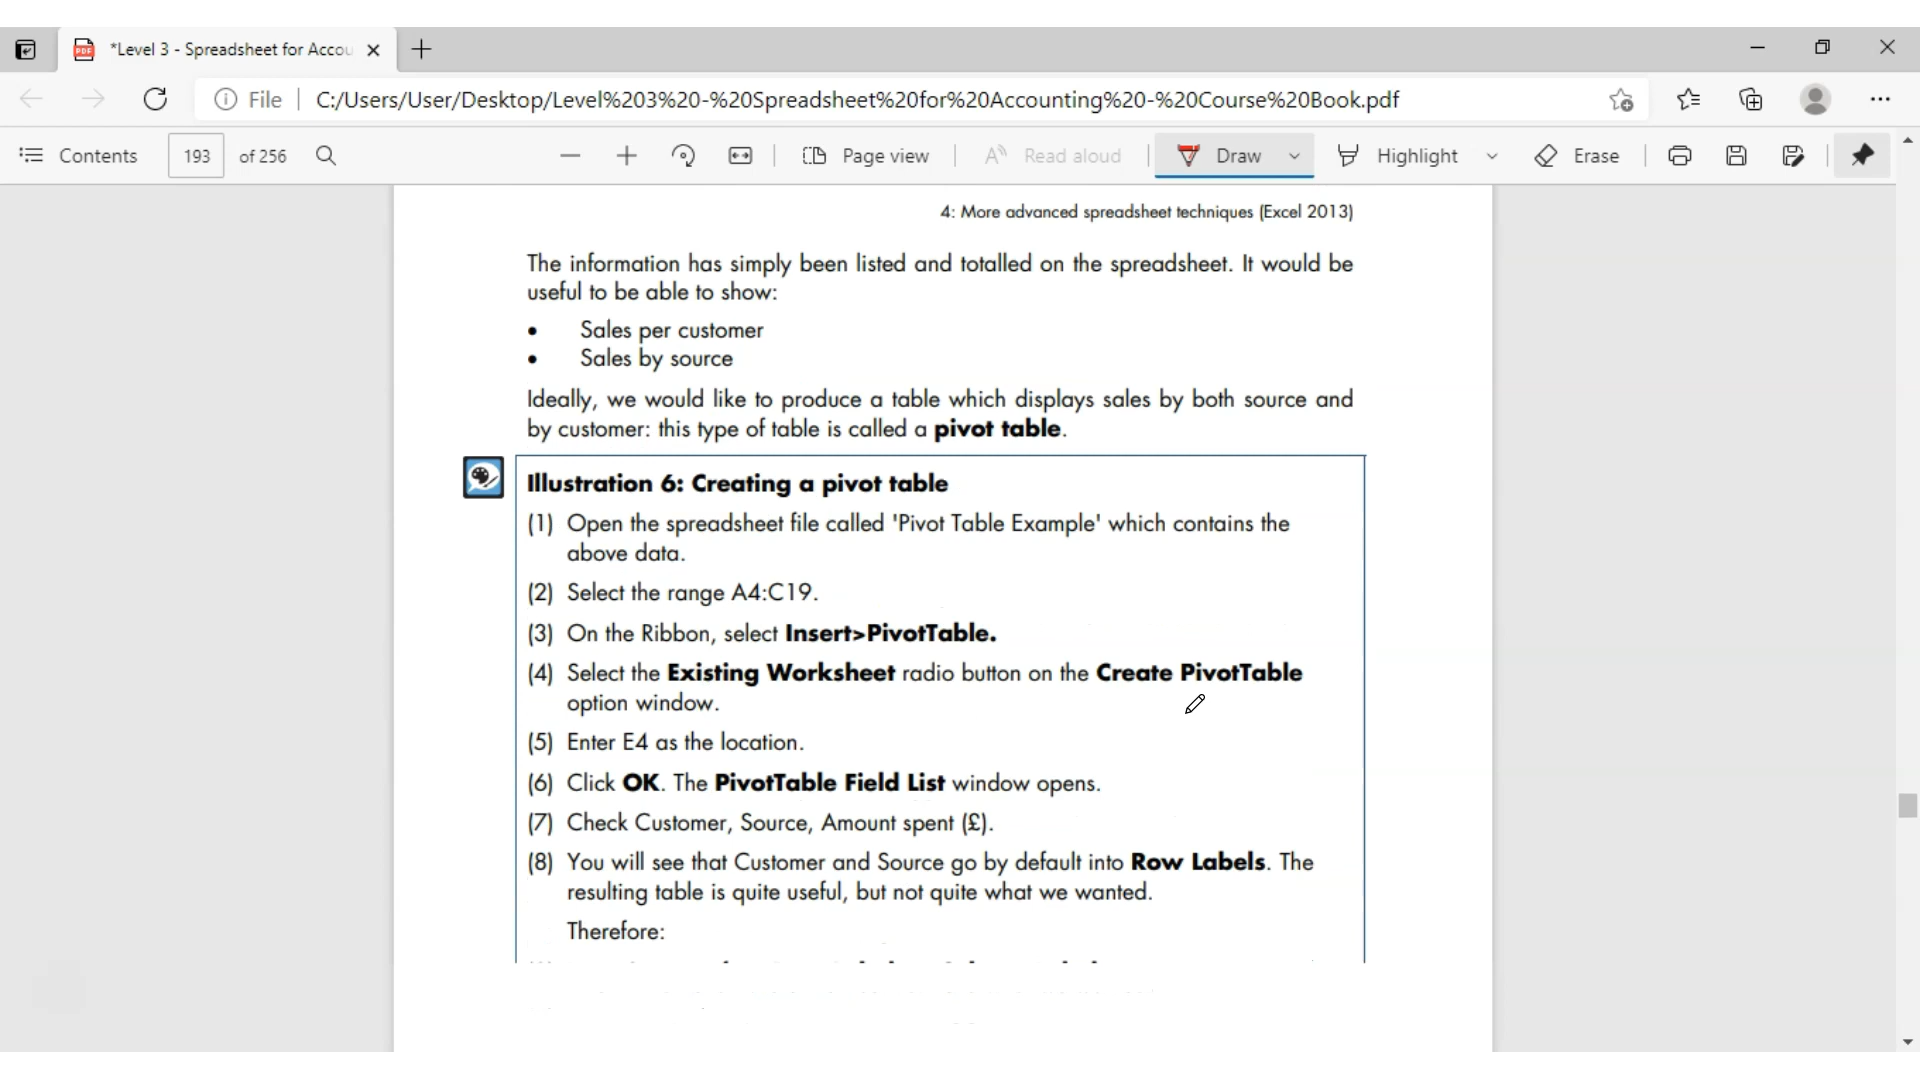 *Level 3 - Spreadsheet for Accou
File
C:/Users/User/Desktop/Level%203%20-%20Spreadsheet%20for%20Accounting%20-%20Course%20Book.pdf
Contents 193 of 256 Page view Read aloud Draw Highlight Erase
4: More advanced spreadsheet techniques (Excel 2013)
The information has simply been listed and totalled on the spreadsheet. It would be
useful to be able to show:
• Sales per customer
• Sales by source
Ideally, we would like to produce a table which displays sales by both source and
by customer: this type of table is called a pivot table.
Illustration 6: Creating a pivot table
(1) Open the spreadsheet file called 'Pivot Table Example' which contains the
above data.
(2) Select the range A4:C19.
(3) On the Ribbon, select Insert>PivotTable.
(4) Select the Existing Worksheet radio button on the Create PivotTable
option window.
(5) Enter E4 as the location.
(6) Click OK. The PivotTable Field List window opens.
(7) Check Customer, Source, Amount spent (£).
(8) You will see that Customer and Source go by default into Row Labels. The
resulting table is quite useful, but not quite what we wanted.
Therefore: